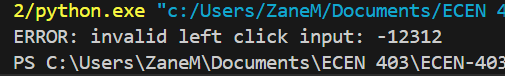 2/python.exe "c:/Users/ZaneM/Documents/ECEN 4
ERROR: invalid left click input: -12312
PS C:\Users\ZaneM\Documents\ECEN 403\ECEN-403